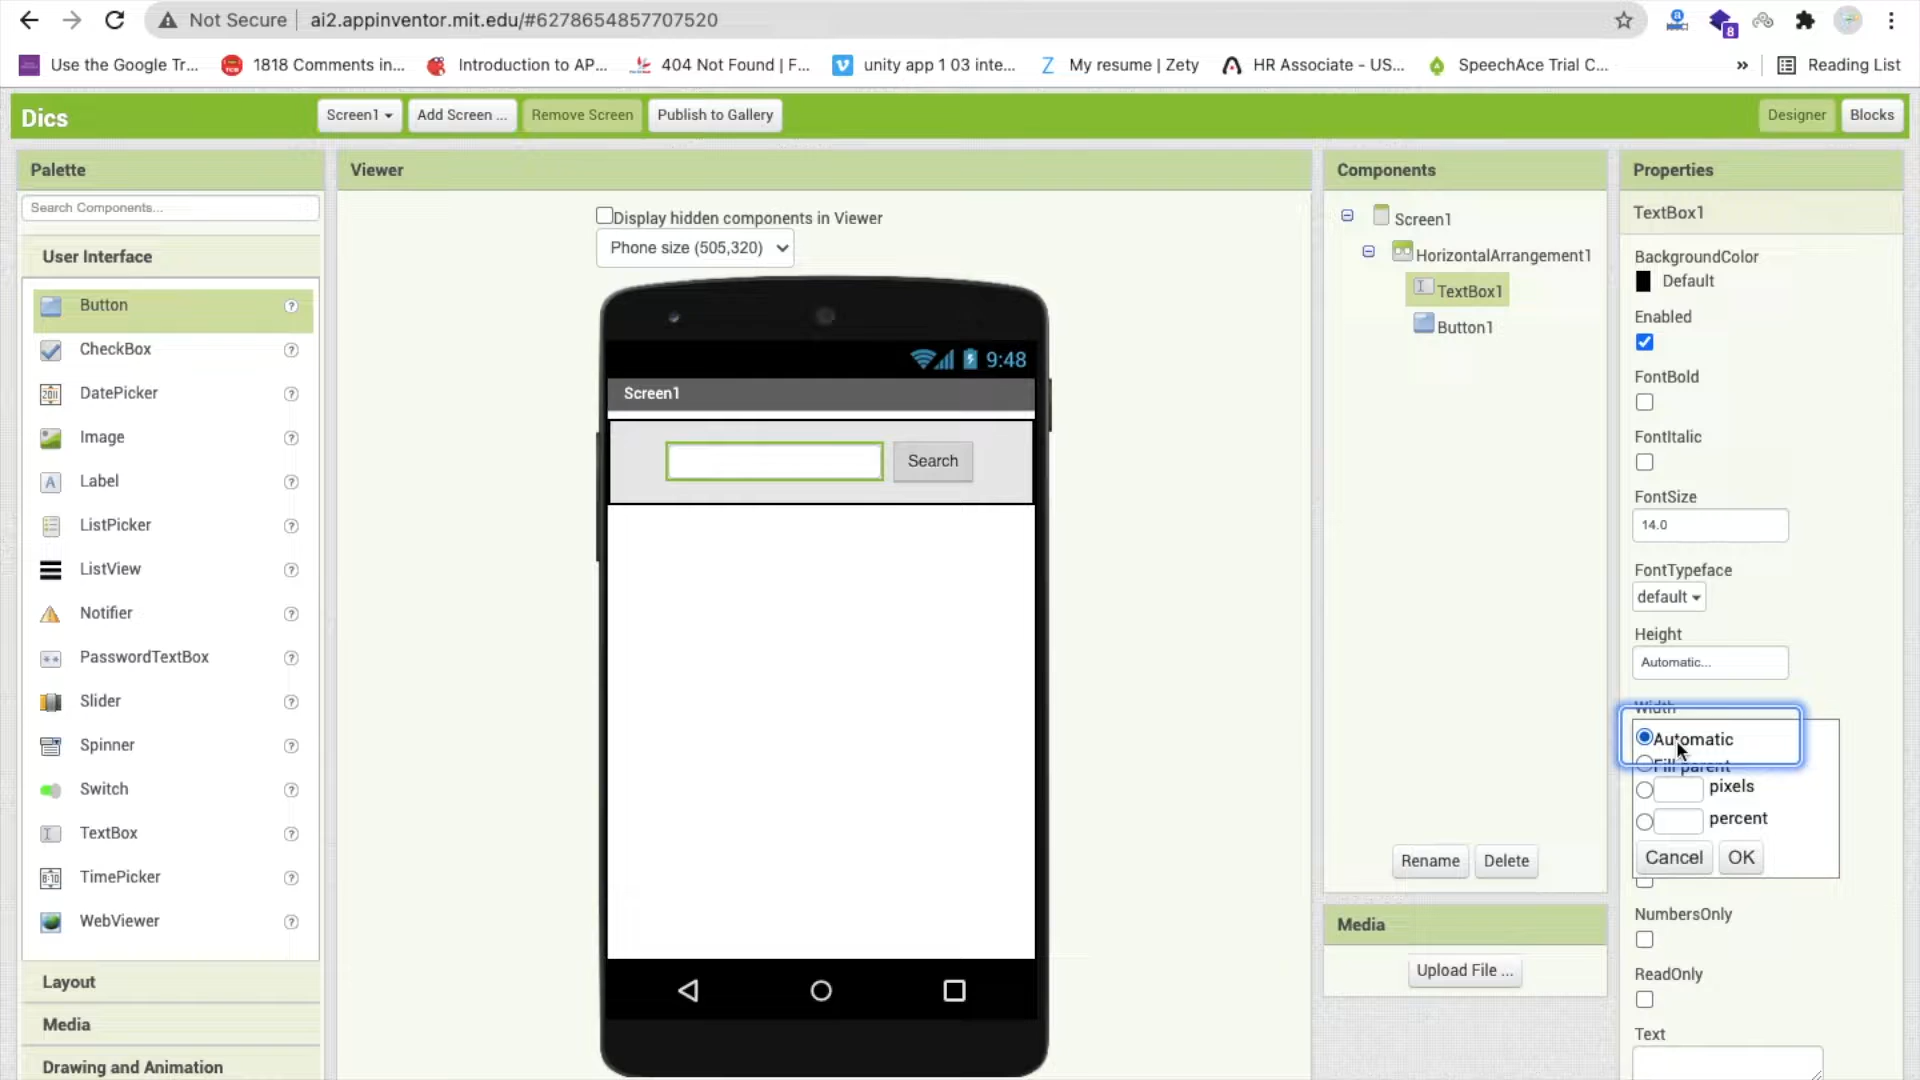 Not Secure
ai2.appinventor.mit.edu/#6278654857707520
8
Use the Google Tr...
1818 Comments in...
Introduction to AP...
404 Not Found | F...
unity app 1 03 inte...
My resume | Zety
HR Associate - US...
SpeechAce Trial C...
»
Reading List
Dics
Screen1
Add Screen ...
Remove Screen
Publish to Gallery
Designer
Blocks
Palette
Search Components...
User Interface
Button
CheckBox
DatePicker
Image
Label
ListPicker
ListView
Notifier
PasswordTextBox
Slider
Spinner
Switch
TextBox
TimePicker
WebViewer
Layout
Media
Drawing and Animation
Viewer
Display hidden components in Viewer
Phone size (505,320)
9:48
Screen1
Search
Components
Screen1
HorizontalArrangement1
TextBox1
Button1
Rename
Delete
Media
Upload File ...
Properties
TextBox1
BackgroundColor
Default
Enabled
FontBold
FontItalic
FontSize
14.0
FontTypeface
default
Height
Automatic...
Width
Automatic
Fill parent
pixels
percent
Cancel
OK
NumbersOnly
ReadOnly
Text